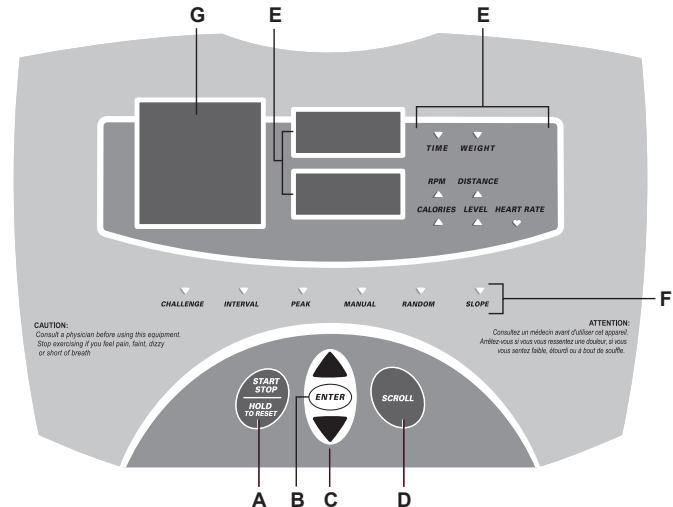 G E E
TIME WEIGHT
RPM DISTANCE
CALORIES LEVEL HEART RATE
CHALLENGE INTERVAL PEAK MANUAL RANDOM SLOPE
F
CAUTION:
Consult a physician before using this equipment.
Stop exercising if you feel pain, faint, dizzy
or short of breath
ATTENTION:
Consultez un médecin avant d'utiliser cet appareil.
Arrêtez-vous si vous vous ressentez une douleur, si vous
vous sentez faible, étourdi ou à bout de souffle.
START
STOP
HOLD
TO RESET
ENTER
SCROLL
A B C D